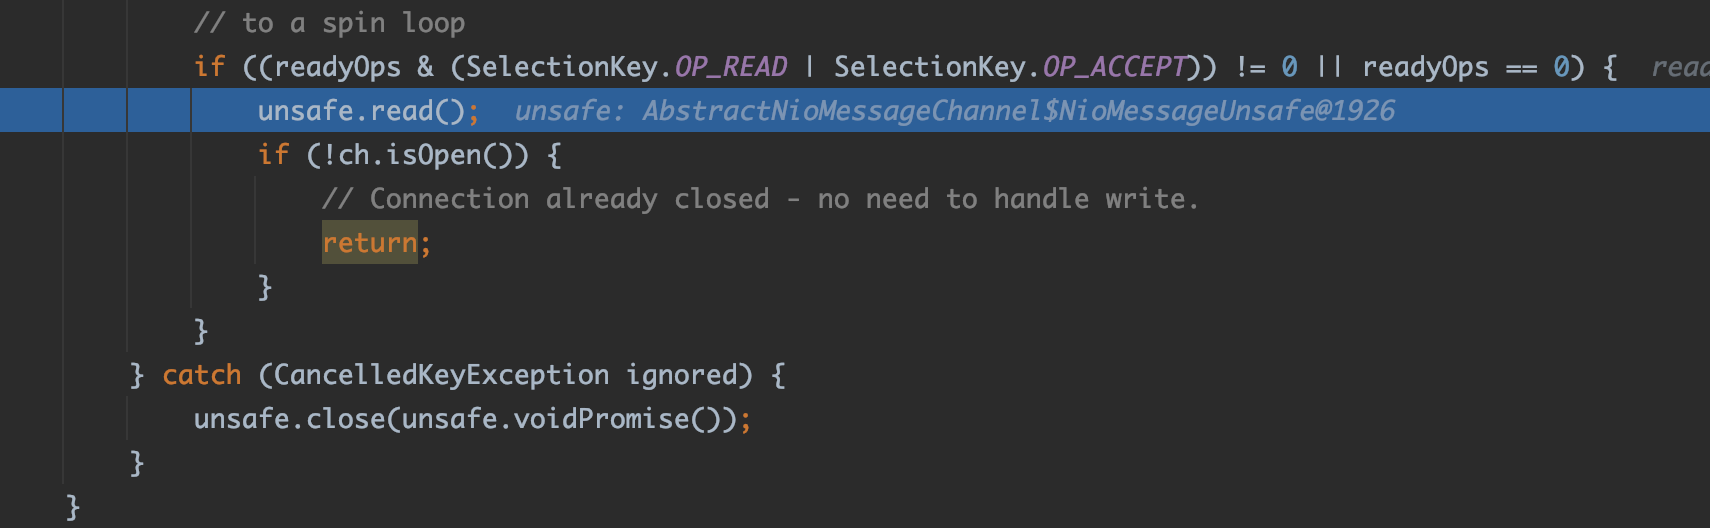 // to a spin loop
if ((readyOps & (SelectionKey.OP_READ | SelectionKey.OP_ACCEPT)) != 0 || readyOps == 0) {
unsafe.read(); unsafe: AbstractNioMessageChannel$NioMessageUnsafe@1926
if (!ch.isOpen()) {
// Connection already closed - no need to handle write.
return;
}
}
} catch (CancelledKeyException ignored) {
unsafe.close(unsafe.voidPromise());
}
}